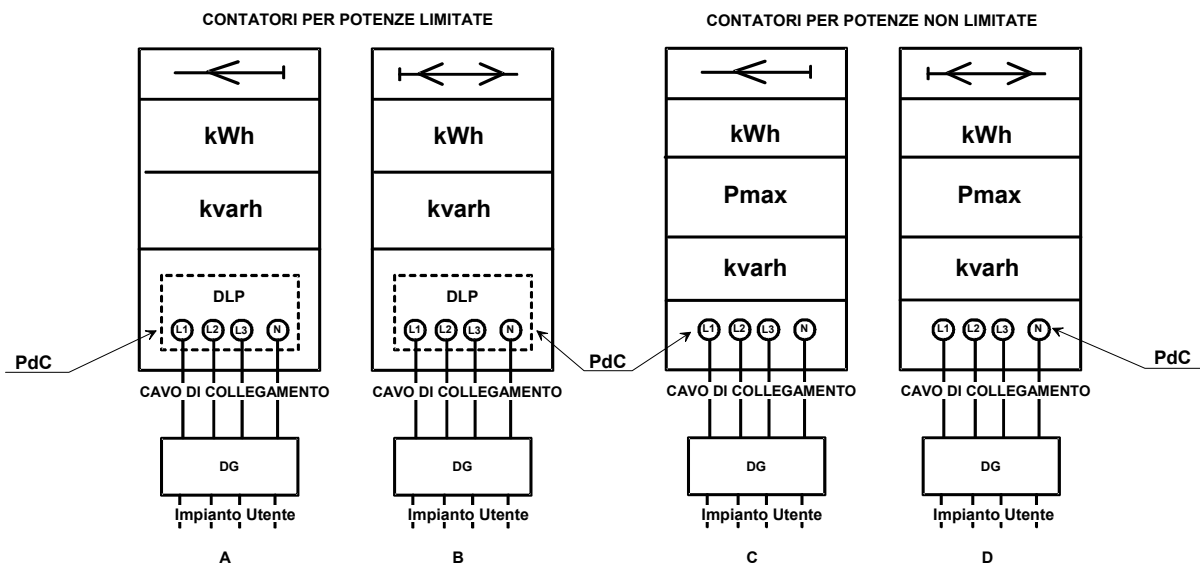 CONTATORI PER POTENZE LIMITATE
CONTATORI PER POTENZE NON LIMITATE
kWh
kWh
kWh
kWh
kvarh
kvarh
Pmax
Pmax
kvarh
kvarh
DLP
DLP
L1 L2 L3 N
L1 L2 L3 N
L1 L2 L3 N
L1 L2 L3 N
PdC
PdC
PdC
CAVO DI COLLEGAMENTO
CAVO DI COLLEGAMENTO
CAVO DI COLLEGAMENTO
CAVO DI COLLEGAMENTO
DG
DG
DG
DG
Impianto Utente
Impianto Utente
Impianto Utente
Impianto Utente
A
B
C
D